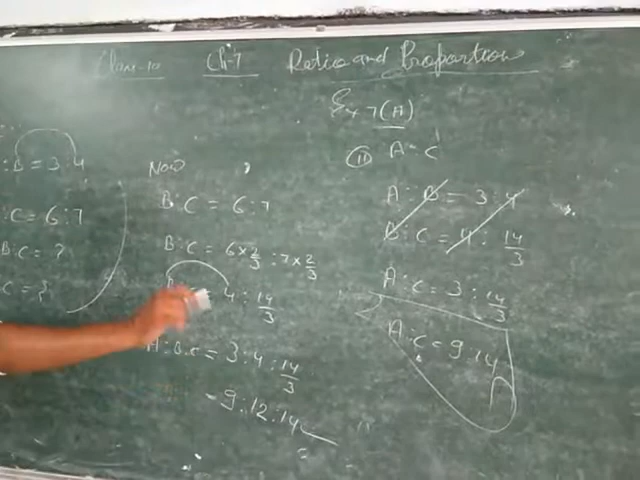 Class-10 Ch-7 Ratio and Proportion
Ex 7(A)
:B = 3:4
:C = 6:7
B:C = ?
C = ?
Now
B:C = 6:7
B:C = 6×2/3 : 7×2/3
4 : 14/3
A:B:C = 3:4:14/3
= 9:12:14
(ii) A:C
A:B = 3:4
B:C = 4 : 14/3
A:C = 3 : 14/3
A:C = 9:14